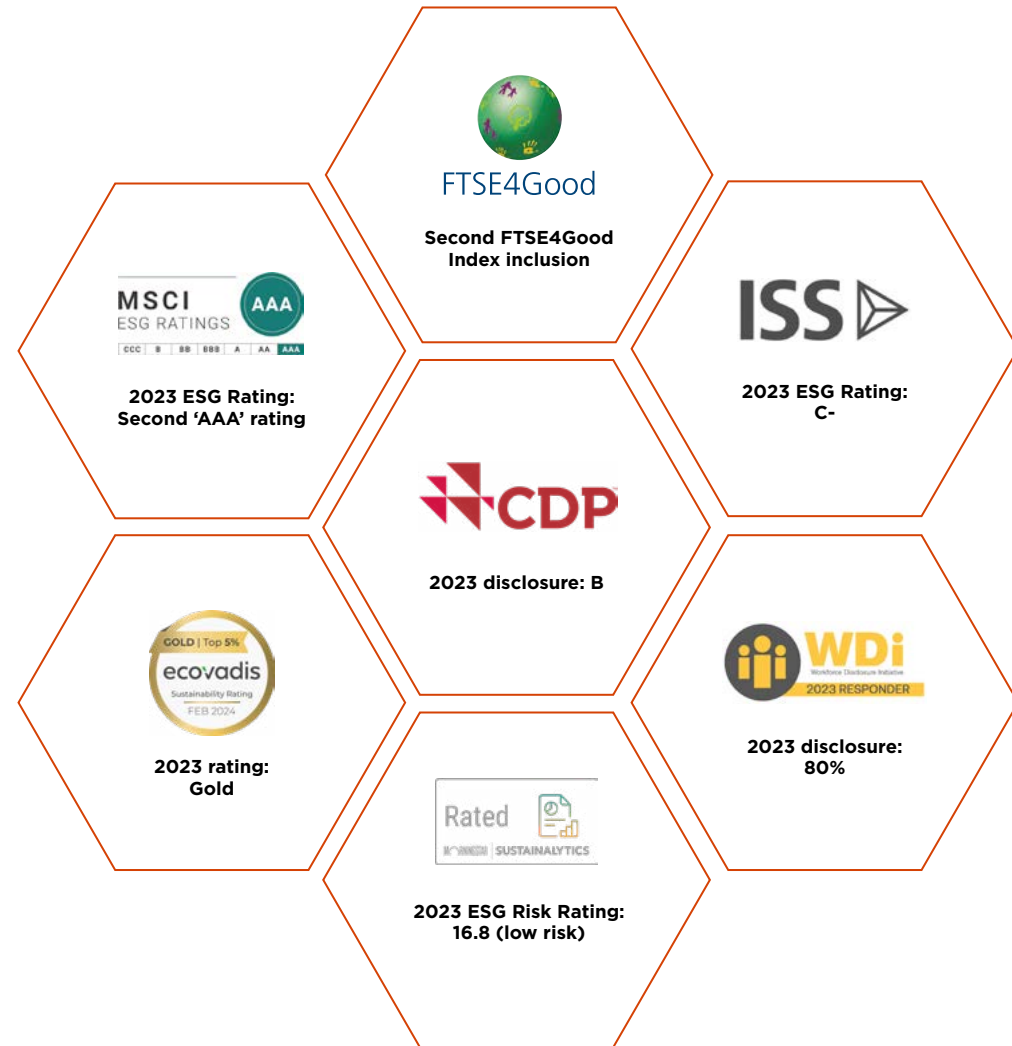 FTSE4Good
Second FTSE4Good
Index inclusion
MSCI
ESG RATINGS
AAA
CCC B BB BBB A AA AAA
2023 ESG Rating:
Second ‘AAA’ rating
ISS
2023 ESG Rating:
C-
CDP
2023 disclosure: B
GOLD | Top 5%
ecovadis
Sustainability Rating
FEB 2024
2023 rating:
Gold
WDi
Workforce Disclosure Initiative
2023 RESPONDER
2023 disclosure:
80%
Rated
SUSTAINALYTICS
2023 ESG Risk Rating:
16.8 (low risk)